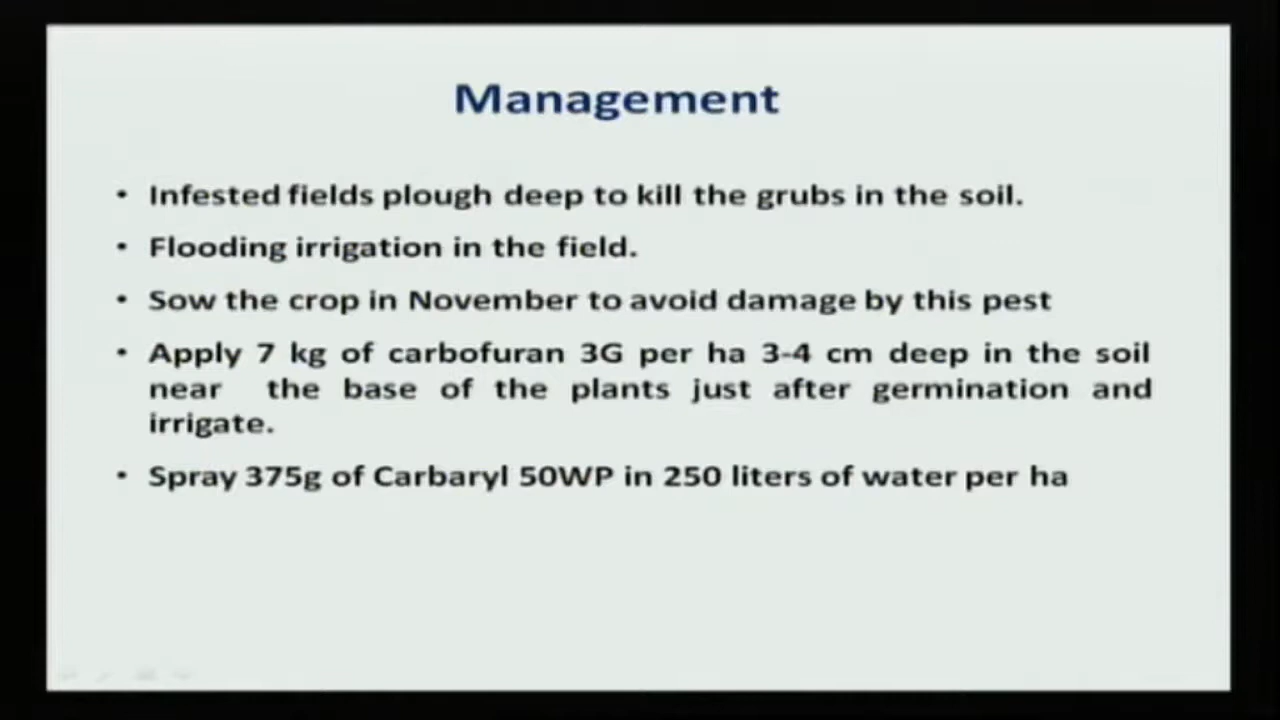 Management
• Infested fields plough deep to kill the grubs in the soil.
• Flooding irrigation in the field.
• Sow the crop in November to avoid damage by this pest
• Apply 7 kg of carbofuran 3G per ha 3-4 cm deep in the soil
near the base of the plants just after germination and
irrigate.
• Spray 375g of Carbaryl 50WP in 250 liters of water per ha